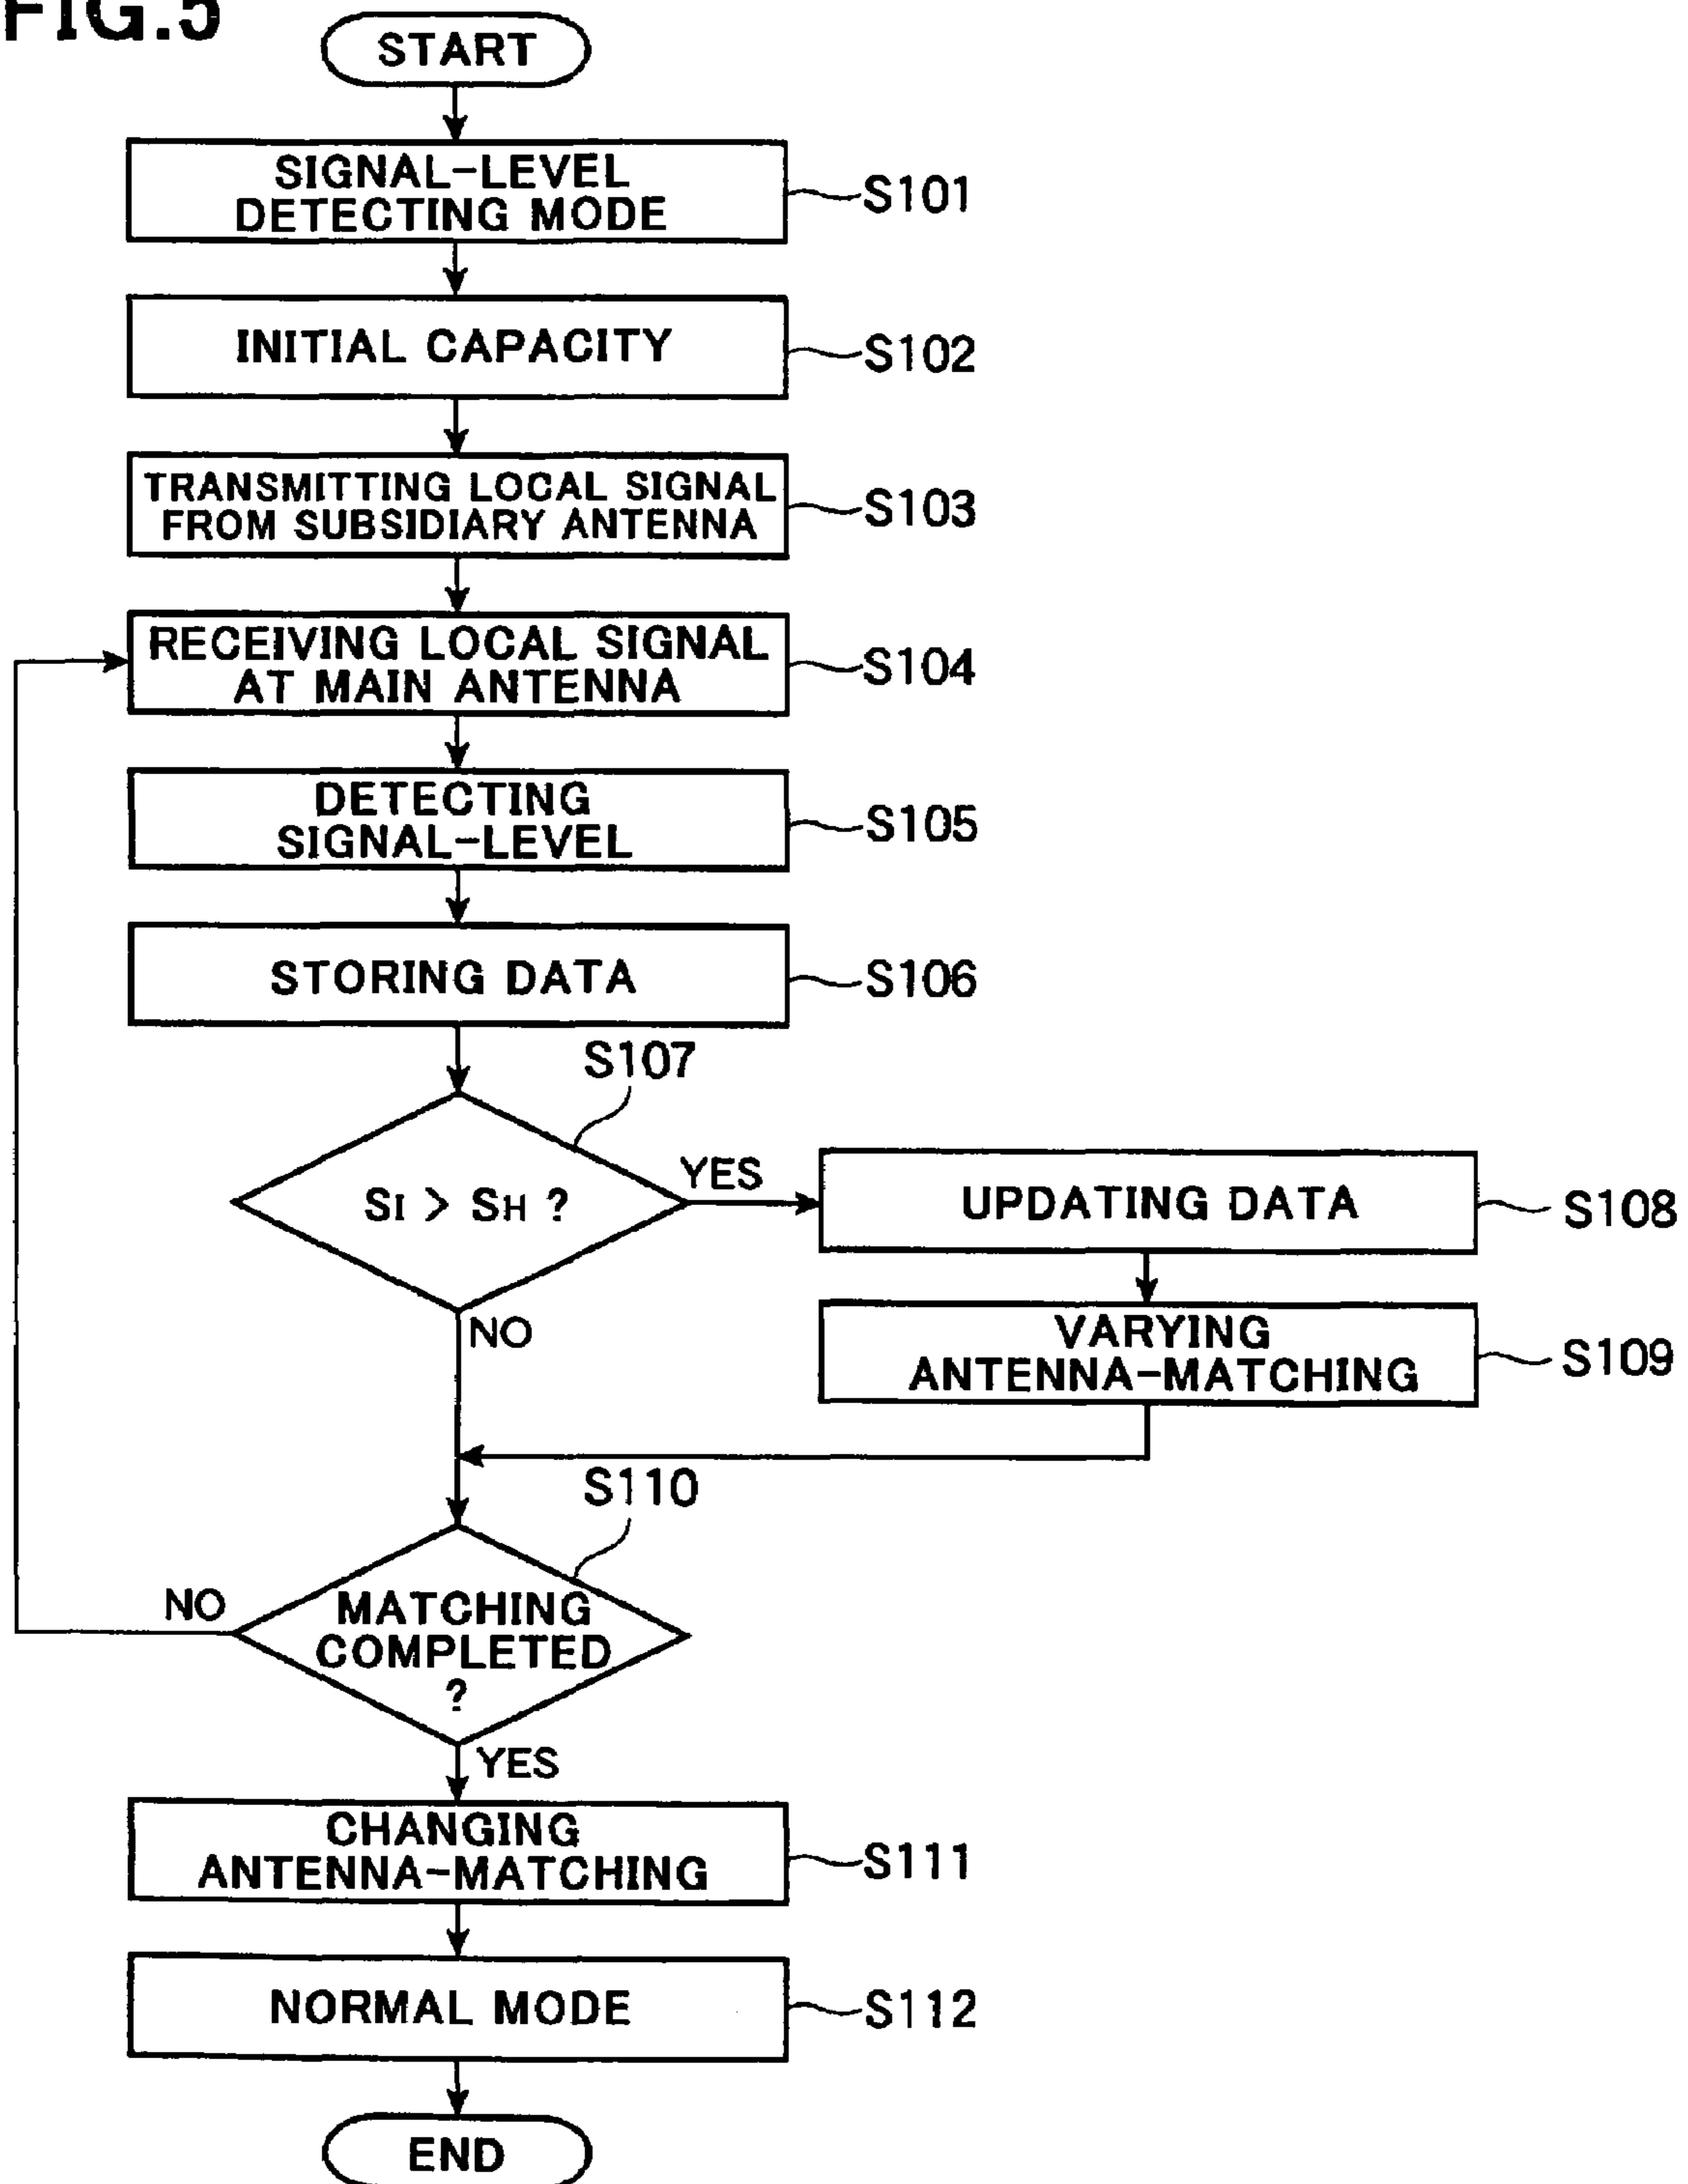 FIG.5
START
SIGNAL-LEVEL
DETECTING MODE
S101
INITIAL CAPACITY
S102
TRANSMITTING LOCAL SIGNAL
FROM SUBSIDIARY ANTENNA
S103
RECEIVING LOCAL SIGNAL
AT MAIN ANTENNA
S104
DETECTING
SIGNAL-LEVEL
S105
STORING DATA
S106
S107
SI > SH ?
YES
UPDATING DATA
S108
NO
VARYING
ANTENNA-MATCHING
S109
S110
NO
MATCHING
COMPLETED
?
YES
CHANGING
ANTENNA-MATCHING
S111
NORMAL MODE
S112
END